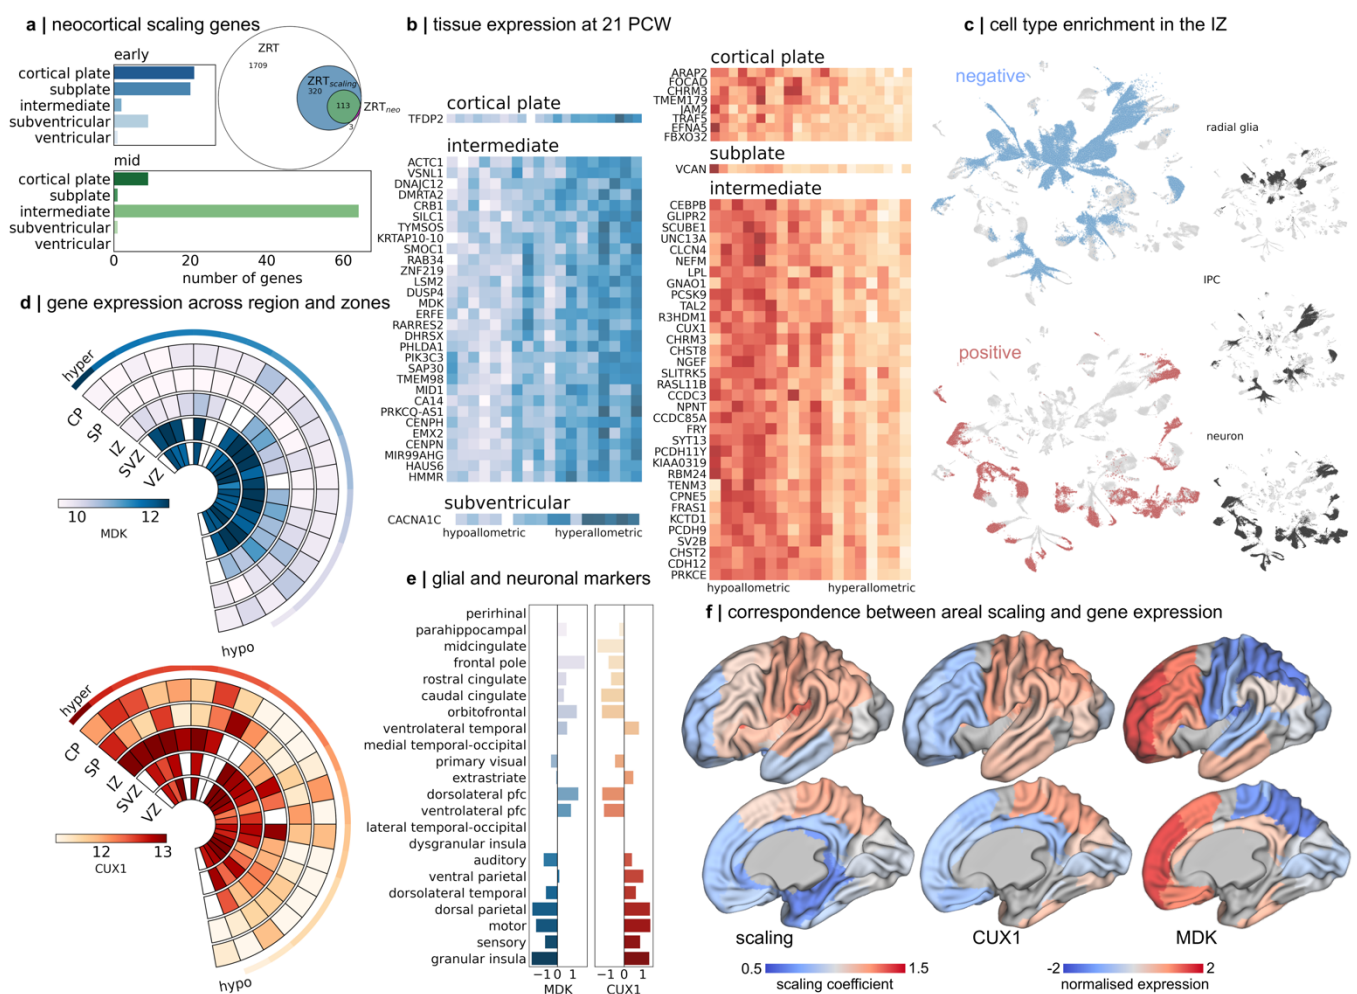 a | neocortical scaling genes
early
cortical plate
subplate
intermediate
subventricular
ventricular
ZRT
1709
ZRTscaling
320
113
ZRTneo
3
mid
cortical plate
subplate
intermediate
subventricular
ventricular
0 20 40 60
number of genes
b | tissue expression at 21 PCW
cortical plate
TFDP2
intermediate
ACTC1
VSNL1
DNAJC12
DMRTA2
CRB1
SILC1
TYMSOS
KRTAP10-10
SMOC1
RAB34
ZNF219
LSM2
DUSP4
MDK
ERFE
RARRES2
DHRSX
PHLDA1
PIK3C3
SAP30
TMEM98
MID1
CA14
PRKCQ-AS1
CENPH
EMX2
CENPN
MIR99AHG
HAUS6
HMMR
subventricular
CACNA1C
hypoallometric hyperallometric
cortical plate
ARAP2
FOCAD
CHRM3
TMEM179
JAM2
TRAF5
EFNA5
FBXO32
subplate
VCAN
intermediate
CEBPB
GLIPR2
SCUBE1
UNC13A
CLCN4
NEFM
LPL
GNAO1
PCSK9
TAL2
R3HDM1
CUX1
CHRM3
CHST8
NGEF
SLITRK5
RASL11B
CCDC3
NPNT
CCDC85A
FRY
SYT13
PCDH11Y
KIAA0319
RBM24
TENM3
CPNE5
FRAS1
KCTD1
PCDH9
SV2B
CHST2
CDH12
PRKCE
hypoallometric hyperallometric
c | cell type enrichment in the IZ
negative
radial glia
IPC
positive
neuron
d | gene expression across region and zones
hyper
CP
SP
IZ
SVZ
VZ
10 12
MDK
hypo
hyper
CP
SP
IZ
SVZ
VZ
12 13
CUX1
hypo
e | glial and neuronal markers
perirhinal
parahippocampal
midcingulate
frontal pole
rostral cingulate
caudal cingulate
orbitofrontal
ventrolateral temporal
medial temporal-occipital
primary visual
extrastriate
dorsolateral pfc
ventrolateral pfc
lateral temporal-occipital
dysgranular insula
auditory
ventral parietal
dorsolateral temporal
dorsal parietal
motor
sensory
granular insula
−1 0 1 −1 0 1
MDK CUX1
f | correspondence between areal scaling and gene expression
scaling CUX1 MDK
0.5 1.5 -2 2
scaling coefficient normalised expression